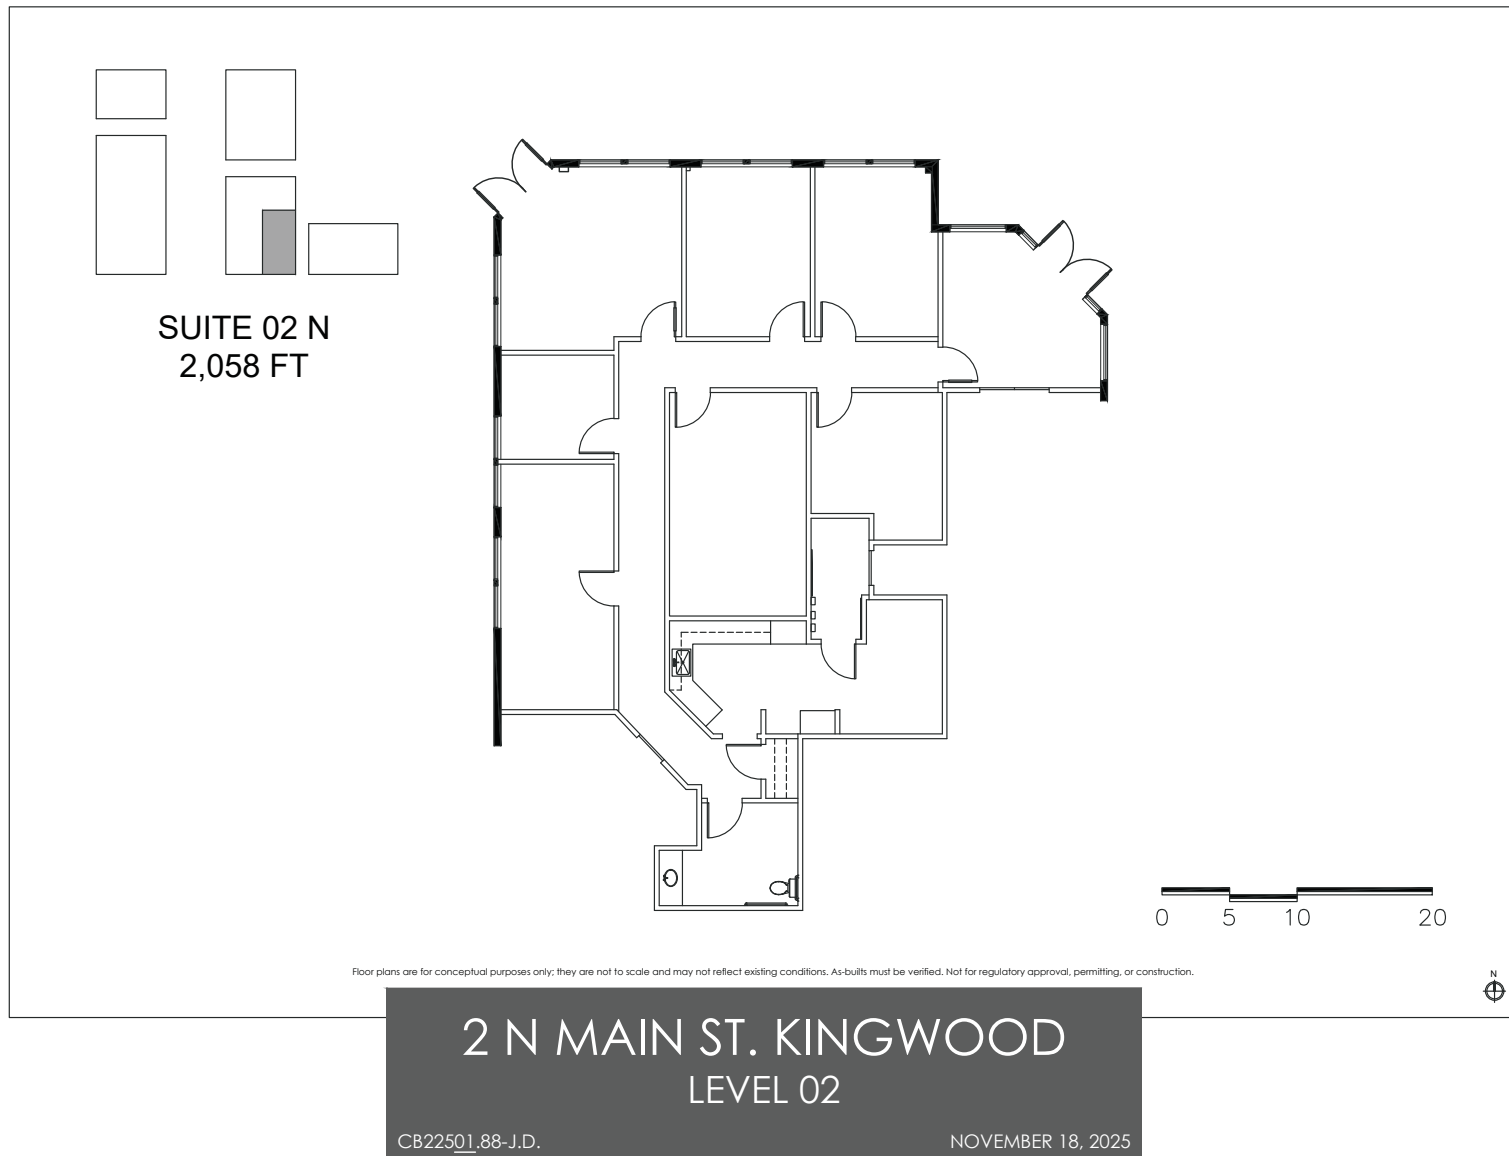 SUITE 02 N
2,058 FT
0 5 10 20
Floor plans are for conceptual purposes only; they are not to scale and may not reflect existing conditions. As-builts must be verified. Not for regulatory approval, permitting, or construction.
N
2 N MAIN ST. KINGWOOD
LEVEL 02
CB22501.88-J.D. NOVEMBER 18, 2025